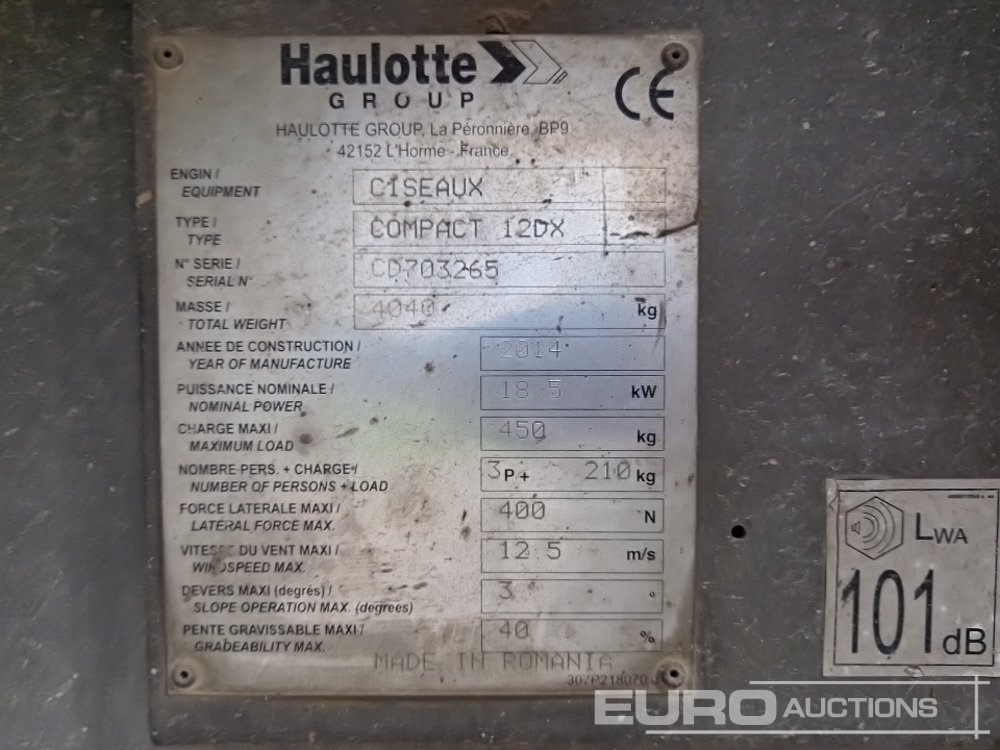 Haulotte
GROUP
CE
HAULOTTE GROUP, La Péronnière, BP9
42152 L'Horme - France
ENGIN /
EQUIPMENT
CISEAUX
TYPE /
TYPE
COMPACT 12DX
N° SERIE /
SERIAL N°
CD703265
MASSE /
TOTAL WEIGHT
4040 kg
ANNEE DE CONSTRUCTION /
YEAR OF MANUFACTURE
2014
PUISSANCE NOMINALE /
NOMINAL POWER
18.5 kW
CHARGE MAXI /
MAXIMUM LOAD
450 kg
NOMBRE PERS. + CHARGE /
NUMBER OF PERSONS + LOAD
3 P + 210 kg
FORCE LATERALE MAXI /
LATERAL FORCE MAX.
400 N
VITESSE DU VENT MAXI /
WINDSPEED MAX.
12.5 m/s
DEVERS MAXI (degrés) /
SLOPE OPERATION MAX. (degrees)
3 °
PENTE GRAVISSABLE MAXI /
GRADEABILITY MAX.
40 %
MADE IN ROMANIA
307P218070
LWA
101 dB
EURO AUCTIONS